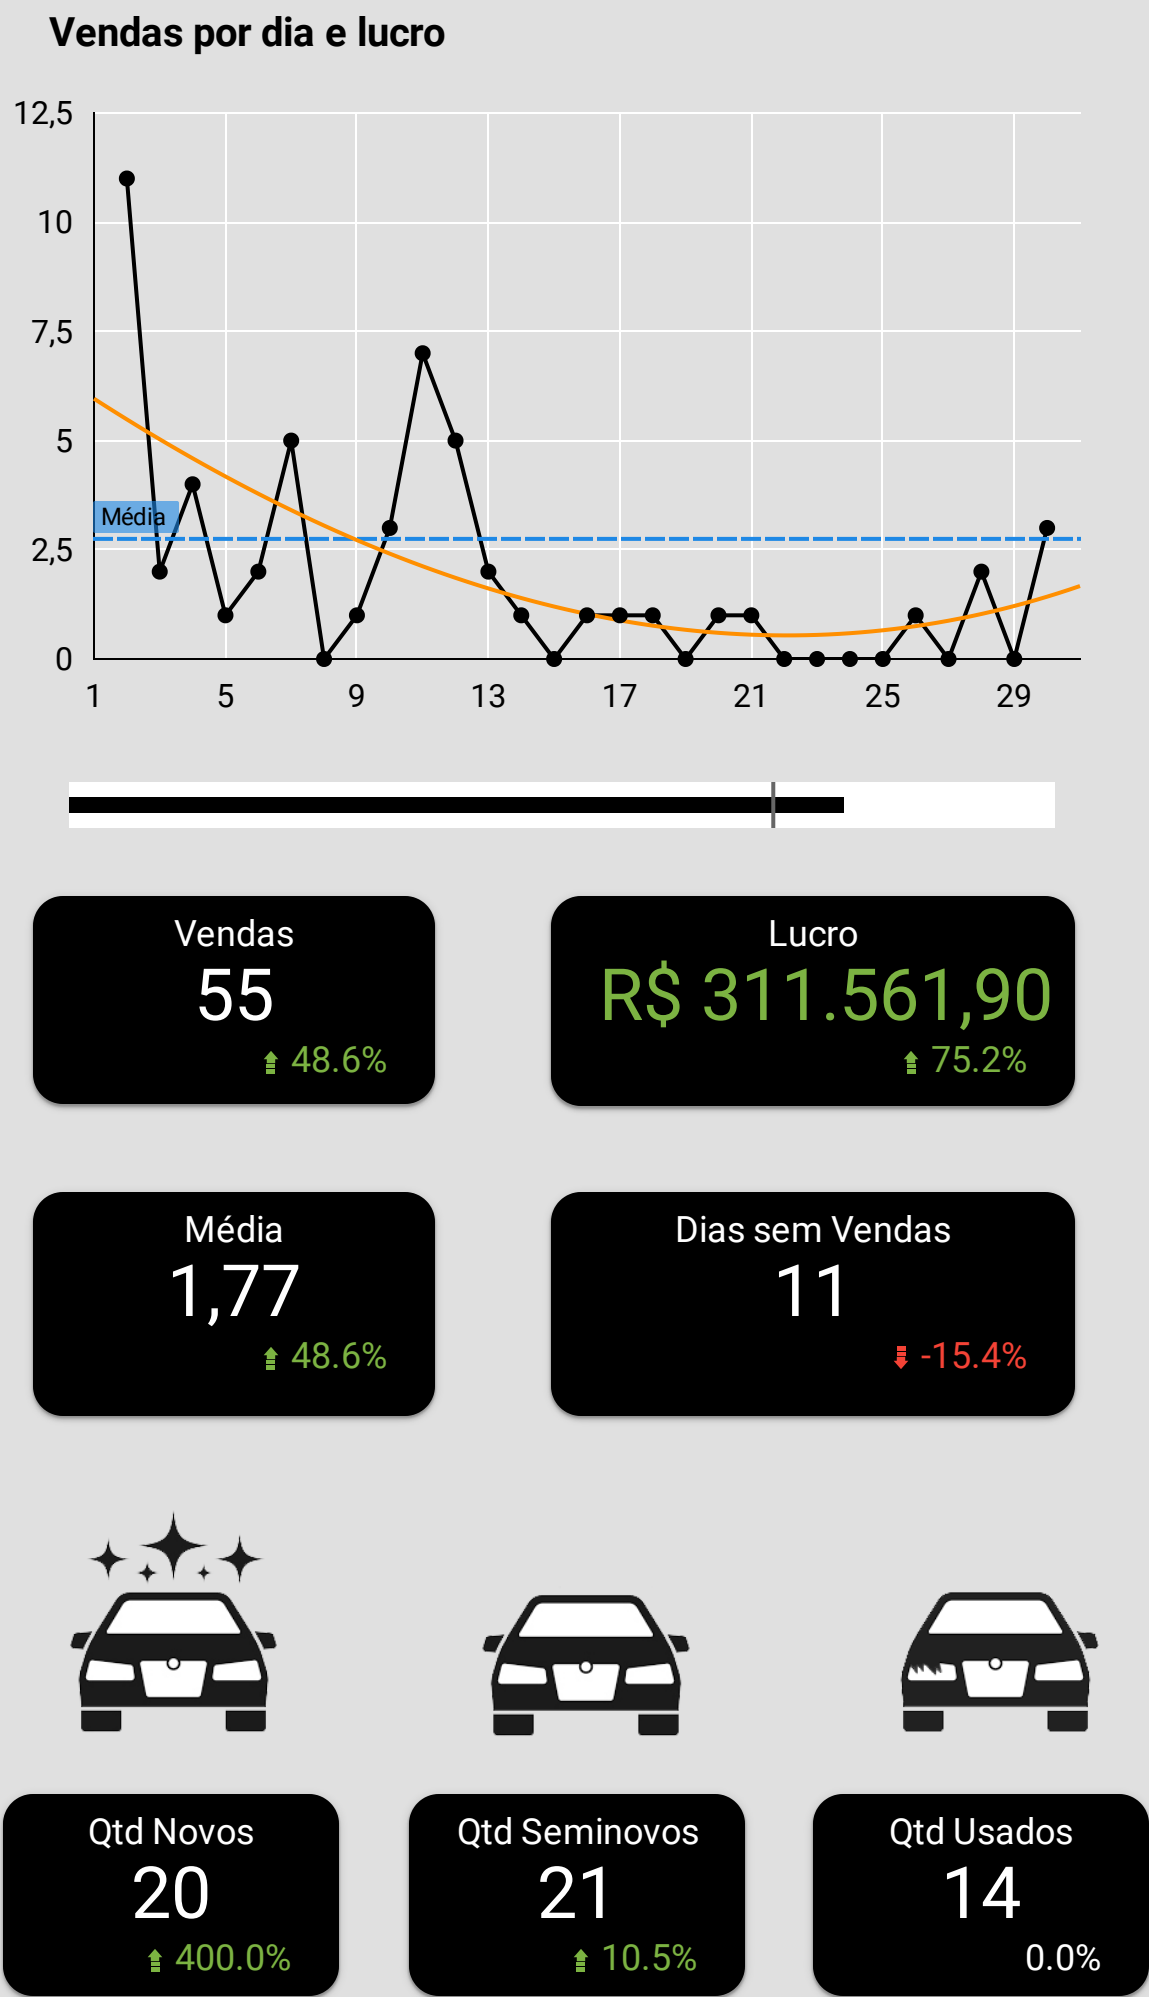 Vendas por dia e lucro
12,5
10
7,5
5
Média
2,5
0
1 5 9 13 17 21 25 29
Vendas
55
48.6%
Lucro
R$ 311.561,90
75.2%
Média
1,77
48.6%
Dias sem Vendas
11
-15.4%
Qtd Novos
20
400.0%
Qtd Seminovos
21
10.5%
Qtd Usados
14
0.0%